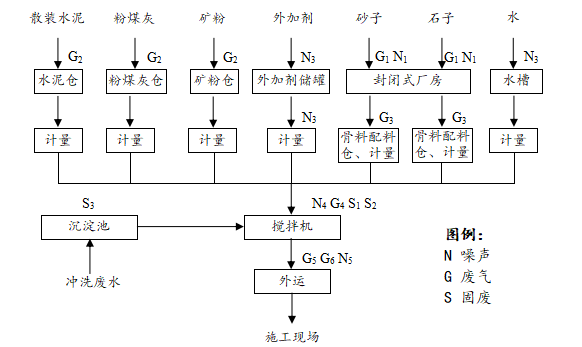 散装水泥 粉煤灰 矿粉 外加剂 砂子 石子 水
G2 G2 G2 N3 G1 N1 G1 N1 N3
水泥仓 粉煤灰仓 矿粉仓 外加剂储罐 封闭式厂房 水槽
N3 G3 G3
计量 计量 计量 计量 骨料配料仓、计量 骨料配料仓、计量 计量
S3 N4 G4 S1 S2
沉淀池 搅拌机
图例：
G5 G6 N5
N 噪声
冲洗废水 外运
G 废气
S 固废
施工现场